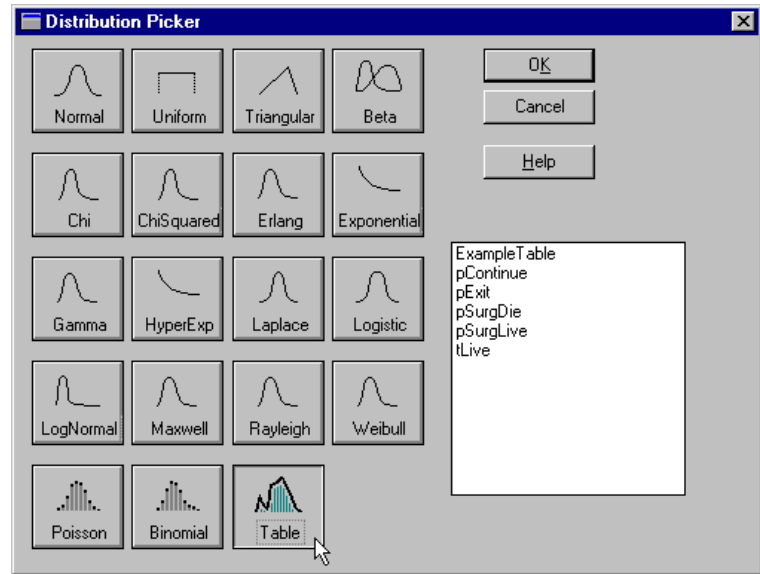 Distribution Picker
Normal
Uniform
Triangular
Beta
Chi
ChiSquared
Erlang
Exponential
Gamma
HyperExp
Laplace
Logistic
LogNormal
Maxwell
Rayleigh
Weibull
Poisson
Binomial
Table
OK
Cancel
Help
ExampleTable
pContinue
pExit
pSurgDie
pSurgLive
tLive